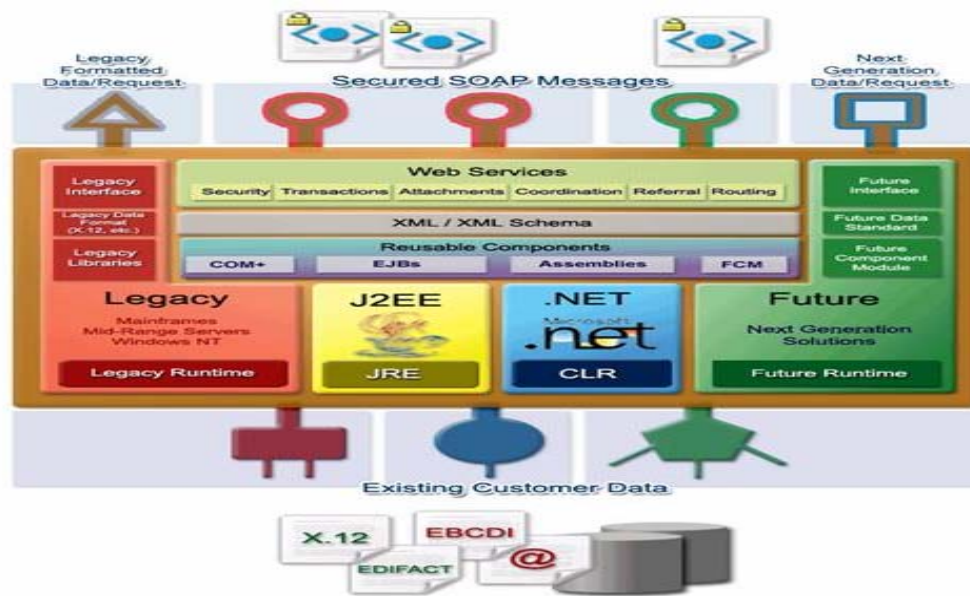 Legacy
Formatted
Data/Request
Secured SOAP Messages
Next
Generation
Data/Request
Legacy
Interface
Legacy Data
Format
(X.12, etc.)
Legacy
Libraries
Web Services
Security Transactions Attachments Coordination Referral Routing
XML / XML Schema
Reusable Components
COM+ EJBs Assemblies FCM
Future
Interface
Future Data
Standard
Future
Component
Module
Legacy
Mainframes
Mid-Range Servers
Windows NT
Legacy Runtime
J2EE
JRE
.NET
Microsoft
.net
CLR
Future
Next Generation
Solutions
Future Runtime
Existing Customer Data
X.12
EBCDI
EDIFACT
@